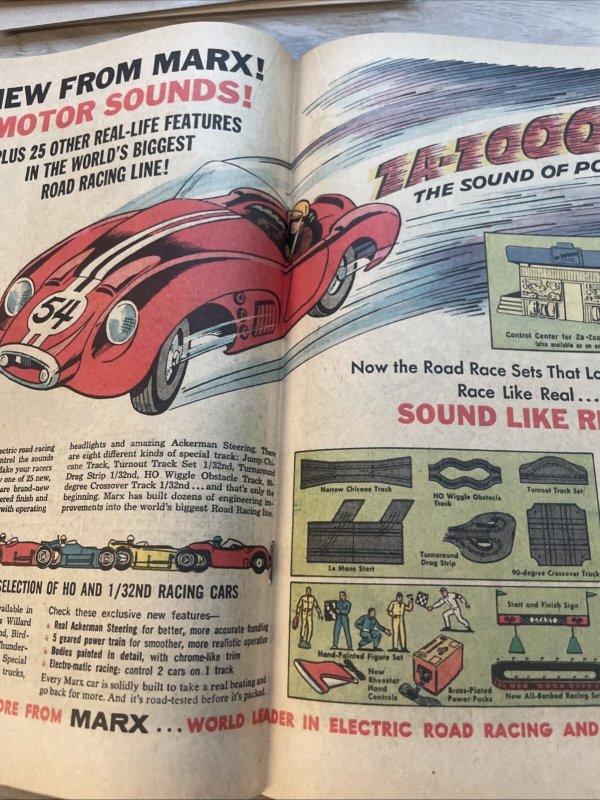 NEW FROM MARX!
MOTOR SOUNDS!
PLUS 25 OTHER REAL-LIFE FEATURES
IN THE WORLD'S BIGGEST
ROAD RACING LINE!
54
ZA-ZOOO
THE SOUND OF PO
Control Center for Za-Zoo
(also available as an
Now the Road Race Sets That Lo
Race Like Real...
SOUND LIKE RE
ectric road racing
ntrol the sounds
Make your racers
y one of 25 new,
are brand-new
ered finish and
with operating
headlights and amazing Ackerman Steering. There
are eight different kinds of special track: Jump Chi-
cane Track, Turnout Track Set 1/32nd, Turnaround
Drag Strip 1/32nd, HO Wiggle Obstacle Track, 90-
degree Crossover Track 1/32nd...and that's only the
beginning. Marx has built dozens of engineering im-
provements into the world's biggest Road Racing line.
Narrow Chicane Track
HO Wiggle Obstacle
Track
Turnout Track Set
Le Mans Start
Turnaround
Drag Strip
90-degree Crossover Track
SELECTION OF HO AND 1/32ND RACING CARS
vailable in
s Willard
nd, Bird-
hunder-
Special
trucks,
Check these exclusive new features—
Real Ackerman Steering for better, more accurate handling
5 geared power train for smoother, more realistic operation
Bodies painted in detail, with chrome-like trim
Electro-matic racing: control 2 cars on 1 track
Every Marx car is solidly built to take a real beating and
go back for more. And it's road-tested before it's packed.
Hand-Painted Figure Set
New
Rheostat
Hand
Controls
Brass-Plated
Power Packs
Start and Finish Sign
START
New All-Banked Racing Se
ORE FROM MARX ... WORLD LEADER IN ELECTRIC ROAD RACING AND